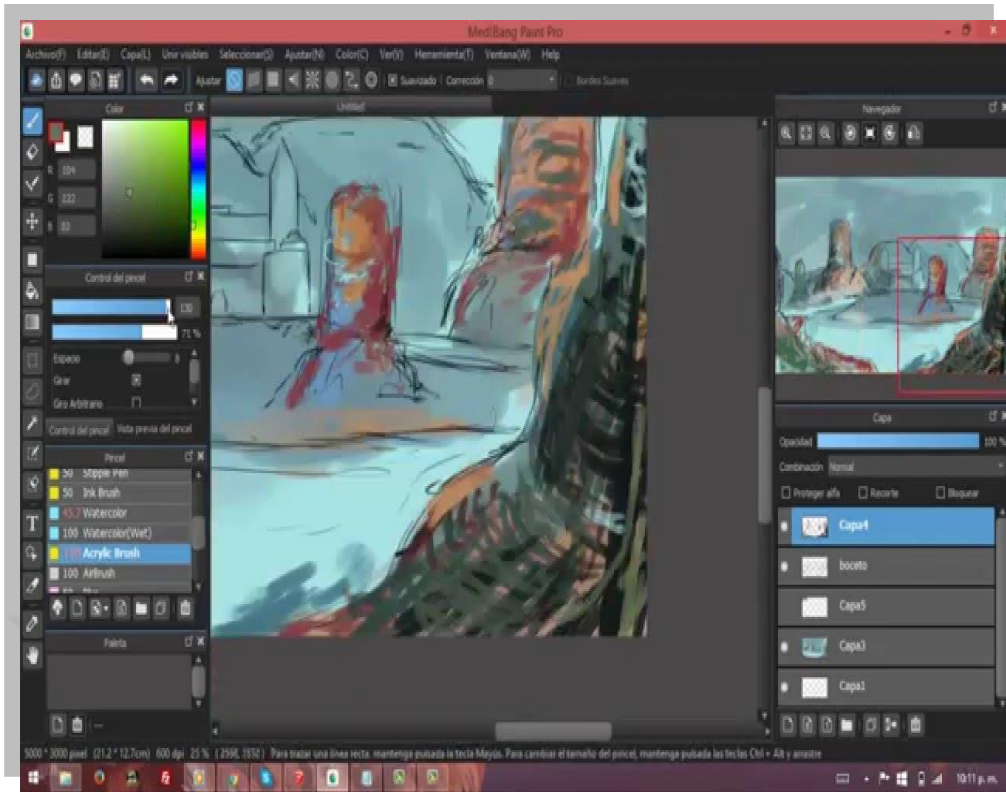 MediBang Paint Pro
Archivo(F) Editar(E) Capa(L) Unir visibles Seleccionar(S) Ajustar(N) Color(C) Ver(V) Herramienta(T) Ventana(W) Help
Ajustar Suavizado Corrección 0 Bordes Suaves
Color
Untitled
Navegador
R 104
G 122
B
Control del pincel
130
71 %
Espacio 8
Girar
Giro Arbitrario
Control del pincel Vista previa del pincel
Pincel
50 Stipple Pen
50 Ink Brush
45.7 Watercolor
100 Watercolor(Wet)
Acrylic Brush
100 AirBrush
Paleta
Capa
Opacidad 100 %
Combinación Normal
Proteger alfa Recorte Bloquear
Capa4
boceto
Capa5
Capa3
Capa1
5000 * 3000 pixel (21.2 * 12.7cm) 600 dpi 25 % Para trazar una línea recta, mantenga pulsada la tecla Mayús. Para cambiar el tamaño del pincel, mantenga pulsada las teclas Ctrl + Alt y arrastre
10:11 p. m.